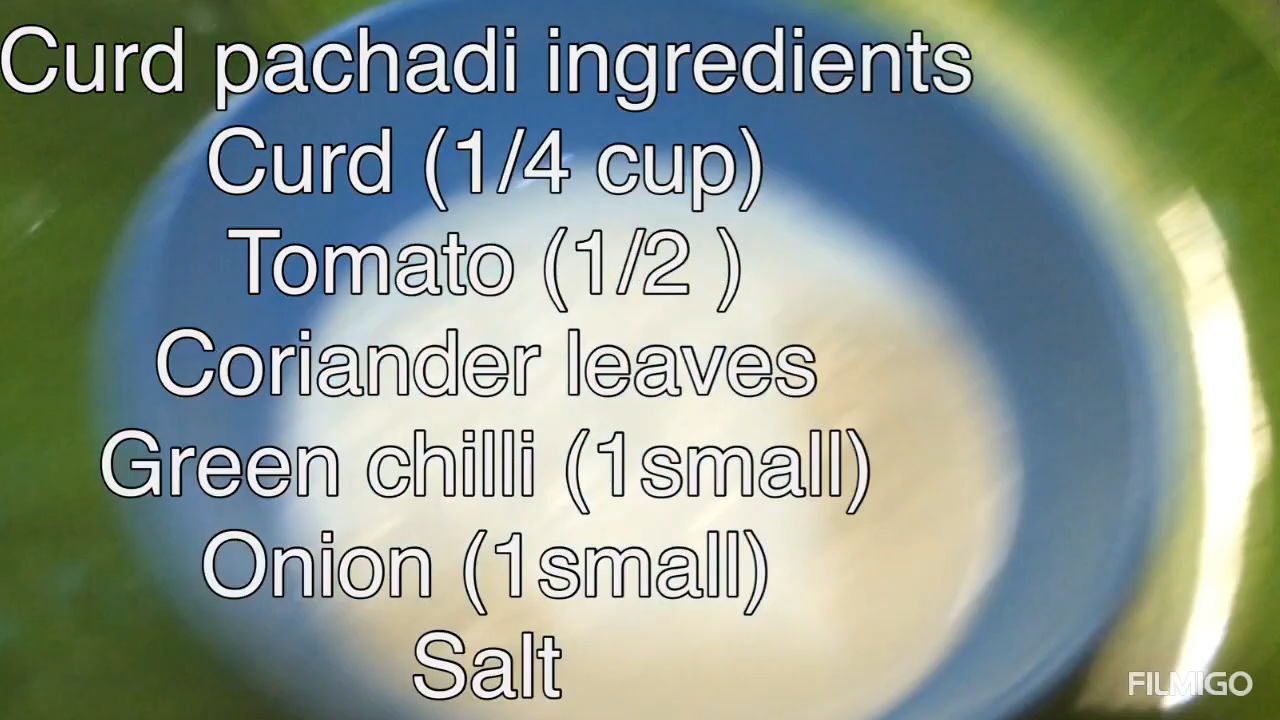 Curd pachadi ingredients
Curd (1/4 cup)
Tomato (1/2 )
Coriander leaves
Green chilli (1small)
Onion (1small)
Salt
FILMIGO